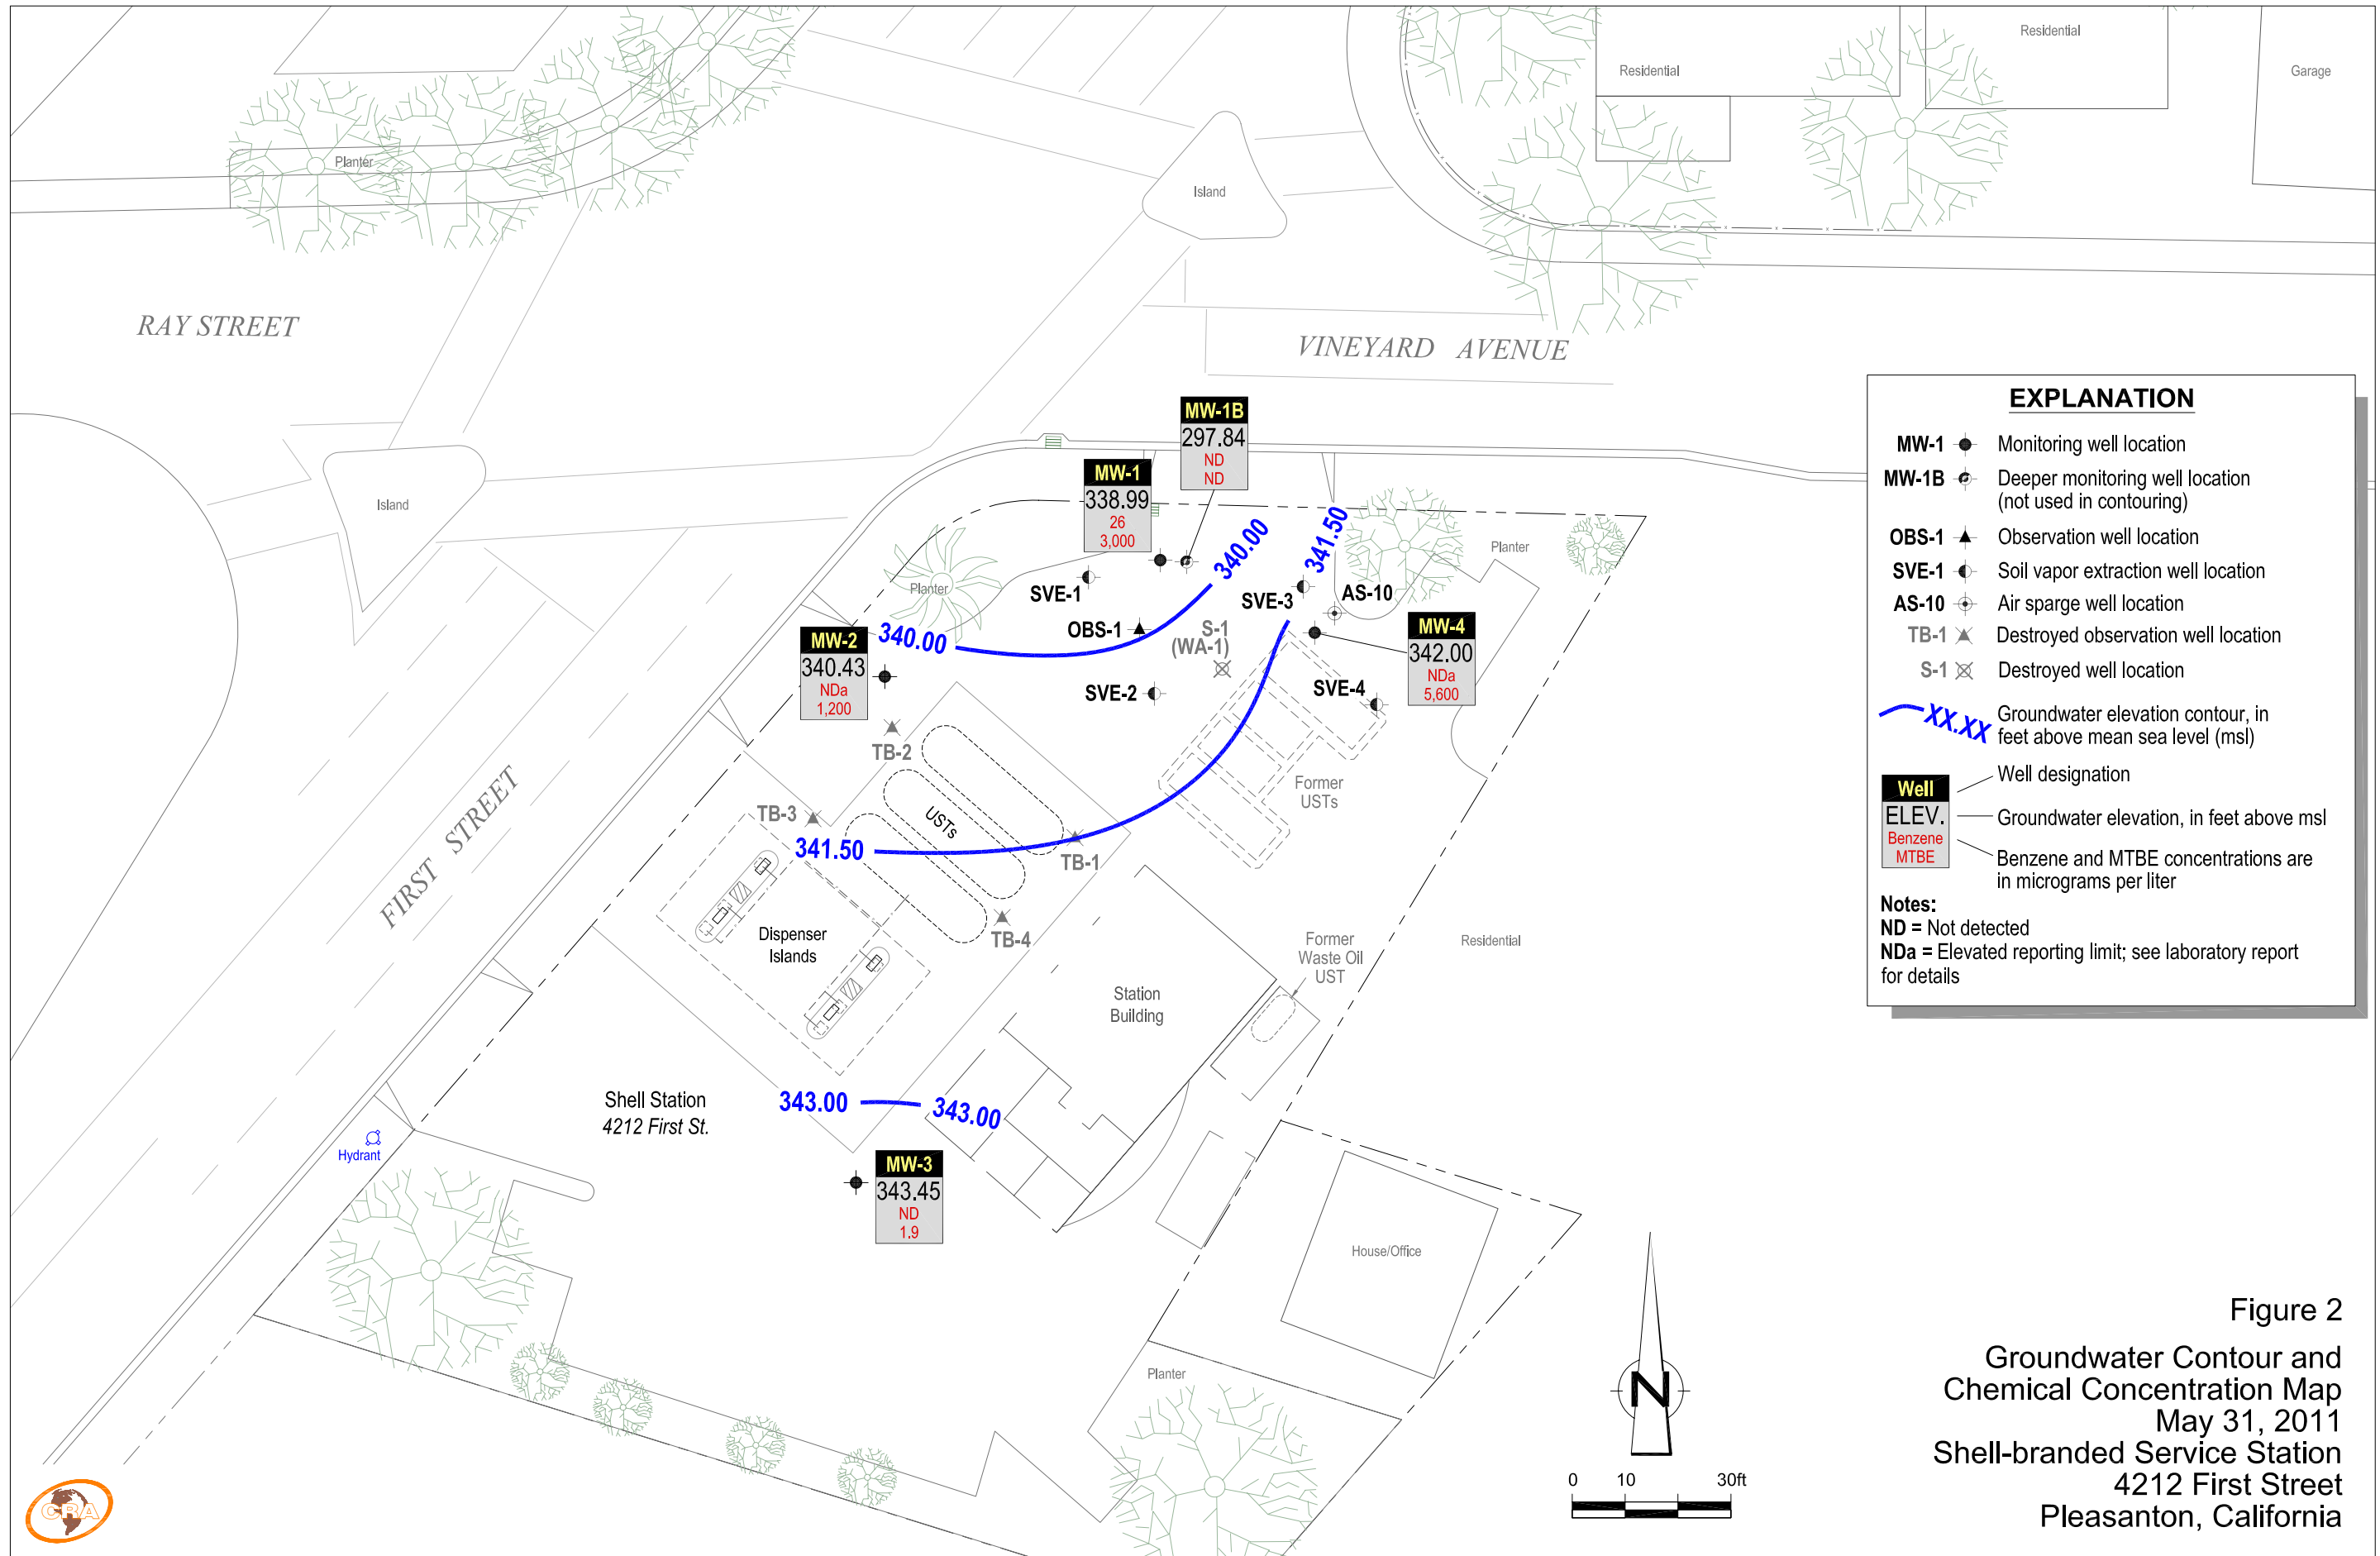 Residential
Residential
Garage
Planter
Island
RAY STREET
VINEYARD AVENUE
Island
MW-1B
297.84
ND
ND
MW-1
338.99
26
3,000
340.00
341.50
Planter
Planter
SVE-1
SVE-3
AS-10
OBS-1
S-1
(WA-1)
MW-2
340.43
NDa
1,200
340.00
MW-4
342.00
NDa
5,600
SVE-2
SVE-4
TB-2
Former
USTs
TB-3
USTs
341.50
TB-1
FIRST STREET
Dispenser
Islands
TB-4
Former
Waste Oil
UST
Residential
Station
Building
Shell Station
4212 First St.
343.00
343.00
Hydrant
MW-3
343.45
ND
1.9
House/Office
Planter
EXPLANATION
MW-1 Monitoring well location
MW-1B Deeper monitoring well location
(not used in contouring)
OBS-1 Observation well location
SVE-1 Soil vapor extraction well location
AS-10 Air sparge well location
TB-1 Destroyed observation well location
S-1 Destroyed well location
XX.XX Groundwater elevation contour, in
feet above mean sea level (msl)
Well Well designation
ELEV. Groundwater elevation, in feet above msl
Benzene
MTBE
Benzene and MTBE concentrations are
in micrograms per liter
Notes:
ND = Not detected
NDa = Elevated reporting limit; see laboratory report
for details
N
0 10 30ft
CRA
Figure 2
Groundwater Contour and
Chemical Concentration Map
May 31, 2011
Shell-branded Service Station
4212 First Street
Pleasanton, California